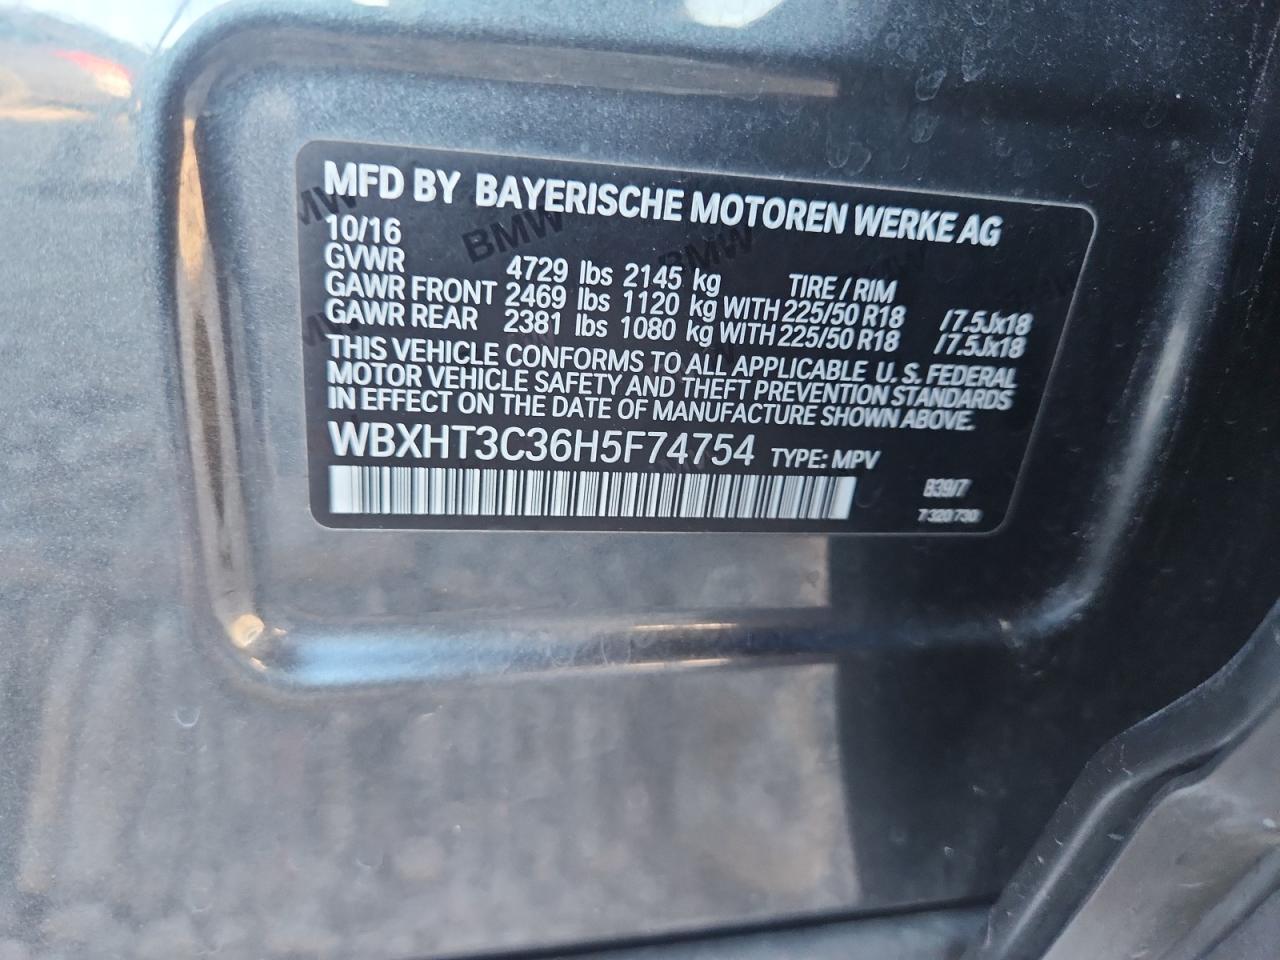 MFD BY BAYERISCHE MOTOREN WERKE AG
10/16
GVWR 4729 lbs 2145 kg TIRE / RIM
GAWR FRONT 2469 lbs 1120 kg WITH 225/50 R18 /7.5Jx18
GAWR REAR 2381 lbs 1080 kg WITH 225/50 R18 /7.5Jx18
THIS VEHICLE CONFORMS TO ALL APPLICABLE U. S. FEDERAL
MOTOR VEHICLE SAFETY AND THEFT PREVENTION STANDARDS
IN EFFECT ON THE DATE OF MANUFACTURE SHOWN ABOVE.
WBXHT3C36H5F74754 TYPE: MPV
B39/7
7 320 730